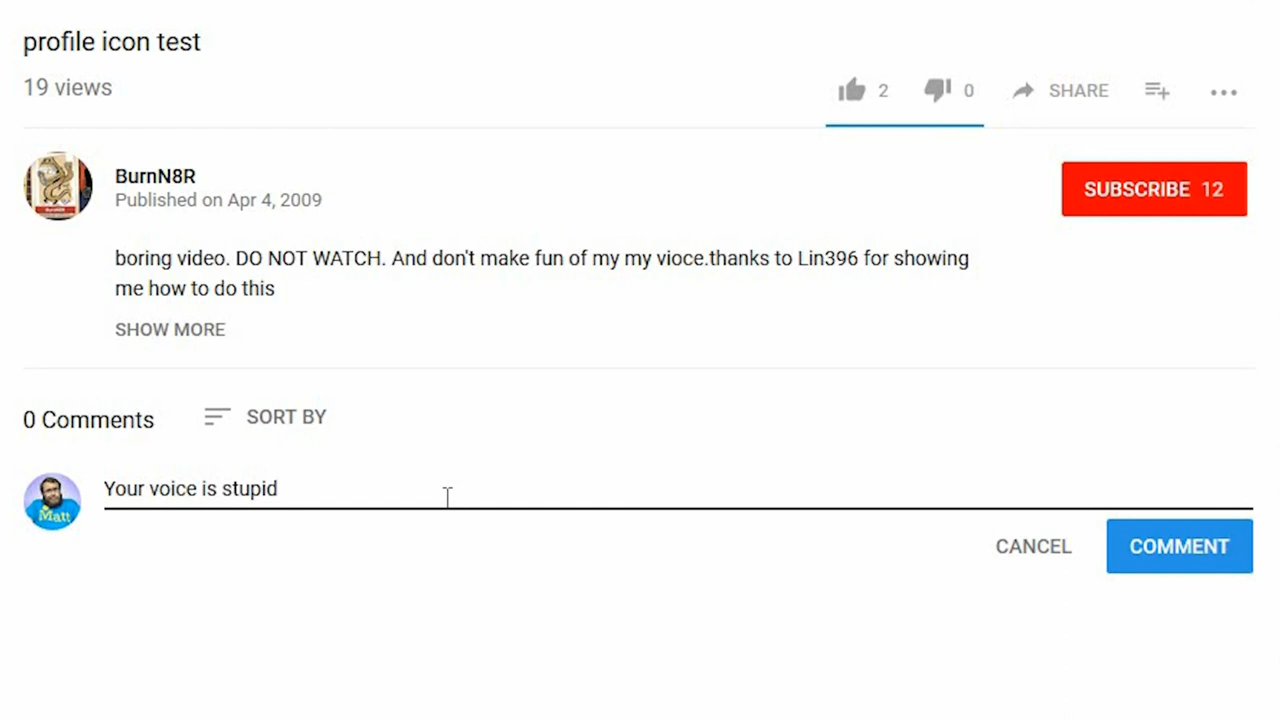 profile icon test
19 views
2 0 SHARE
BurnN8R
Published on Apr 4, 2009
SUBSCRIBE 12
boring video. DO NOT WATCH. And don't make fun of my my vioce.thanks to Lin396 for showing
me how to do this
SHOW MORE
0 Comments SORT BY
Your voice is stupid
Matt
CANCEL COMMENT